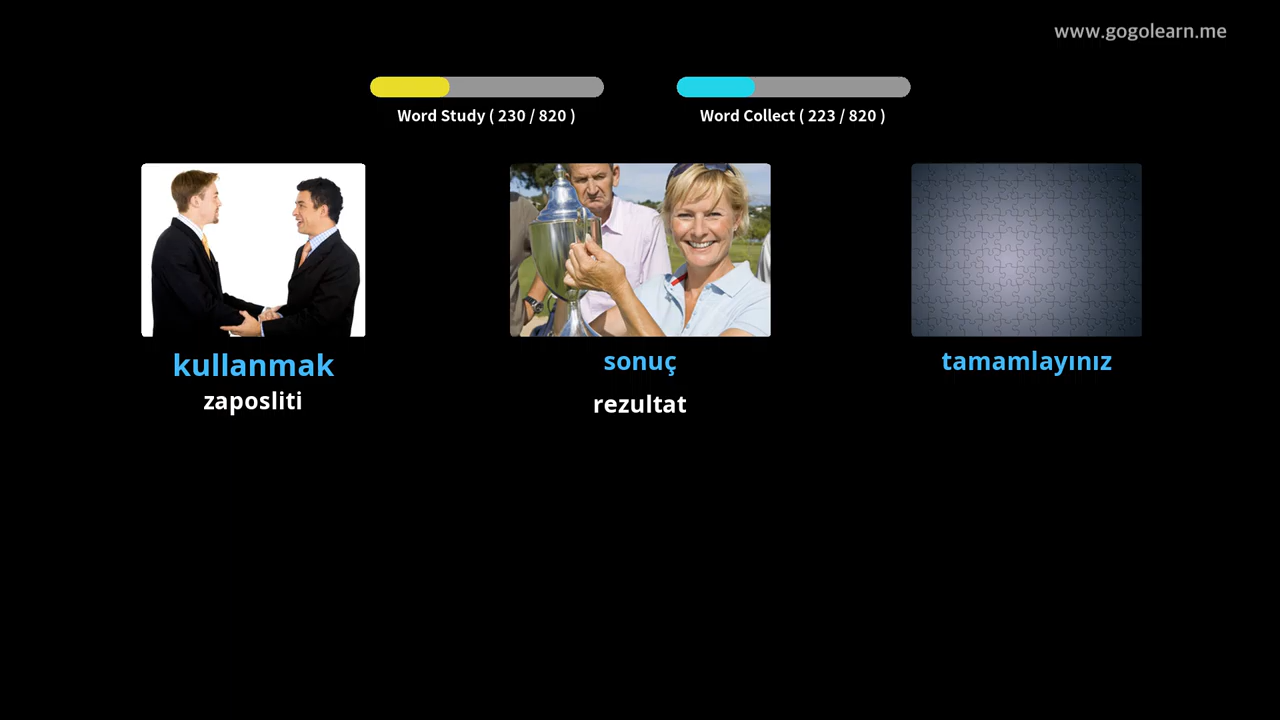 www.gogolearn.me
Word Study ( 230 / 820 )
Word Collect ( 223 / 820 )
kullanmak
zaposliti
sonuç
rezultat
tamamlayınız